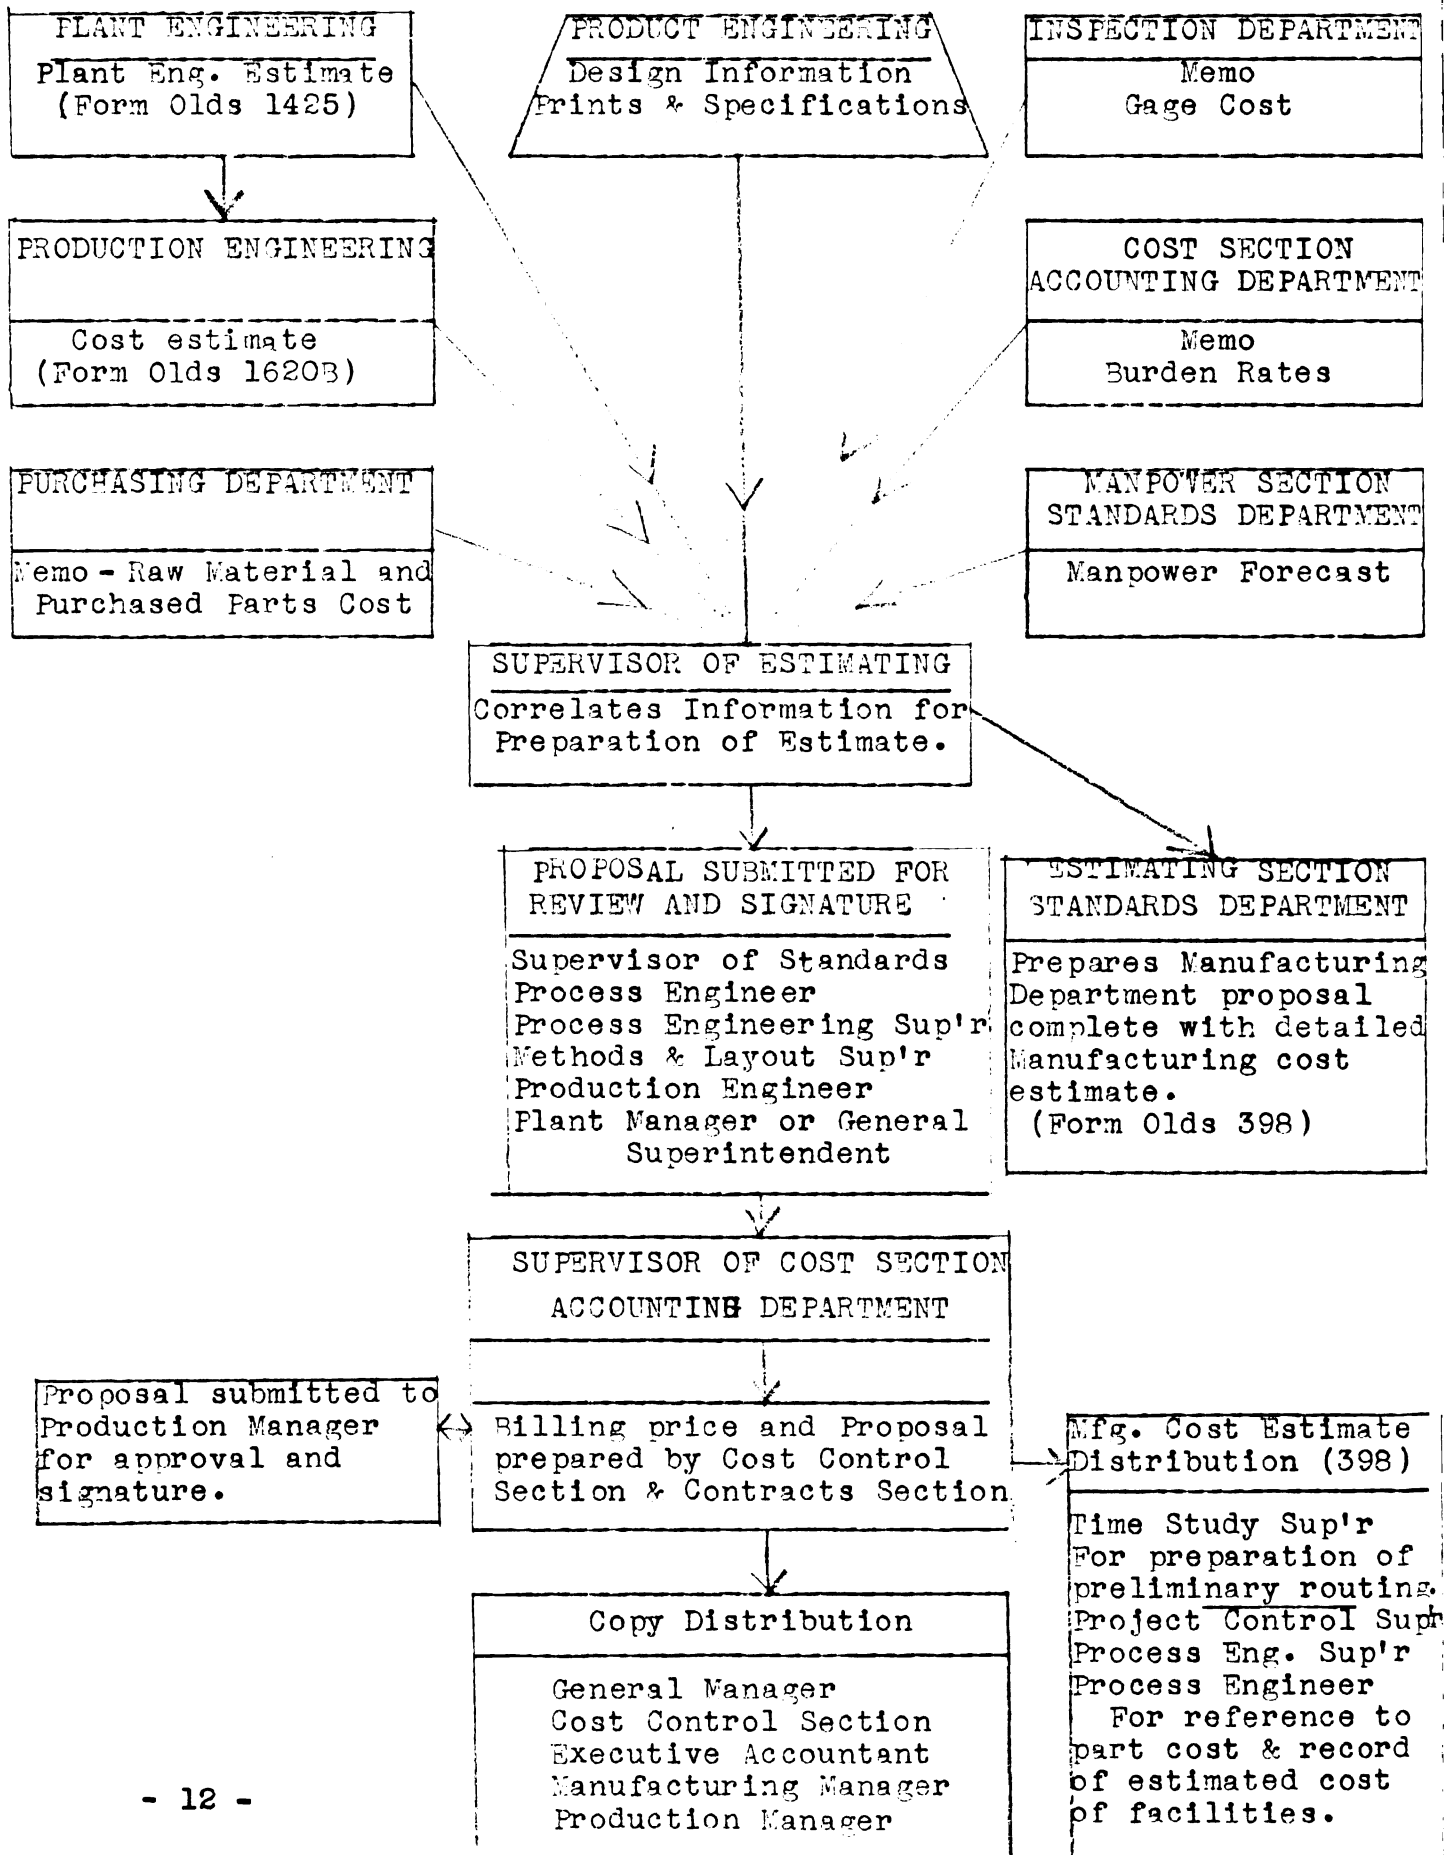 PLANT ENGINEERING
Plant Eng. Estimate
(Form Olds 1425)
PRODUCT ENGINEERING
Design Information
Prints & Specifications
INSPECTION DEPARTMENT
Memo
Gage Cost
PRODUCTION ENGINEERING
Cost estimate
(Form Olds 1620B)
COST SECTION
ACCOUNTING DEPARTMENT
Memo
Burden Rates
PURCHASING DEPARTMENT
Memo - Raw Material and
Purchased Parts Cost
MANPOWER SECTION
STANDARDS DEPARTMENT
Manpower Forecast
SUPERVISOR OF ESTIMATING
Correlates Information for
Preparation of Estimate.
PROPOSAL SUBMITTED FOR
REVIEW AND SIGNATURE
Supervisor of Standards
Process Engineer
Process Engineering Sup'r
Methods & Layout Sup'r
Production Engineer
Plant Manager or General
Superintendent
ESTIMATING SECTION
STANDARDS DEPARTMENT
Prepares Manufacturing
Department proposal
complete with detailed
Manufacturing cost
estimate.
(Form Olds 398)
SUPERVISOR OF COST SECTION
ACCOUNTING DEPARTMENT
Proposal submitted to
Production Manager
for approval and
signature.
Billing price and Proposal
prepared by Cost Control
Section & Contracts Section
Mfg. Cost Estimate
Distribution (398)
Time Study Sup'r
For preparation of
preliminary routing.
Project Control Sup'r
Process Eng. Sup'r
Process Engineer
For reference to
part cost & record
of estimated cost
of facilities.
Copy Distribution
General Manager
Cost Control Section
Executive Accountant
Manufacturing Manager
Production Manager
- 12 -